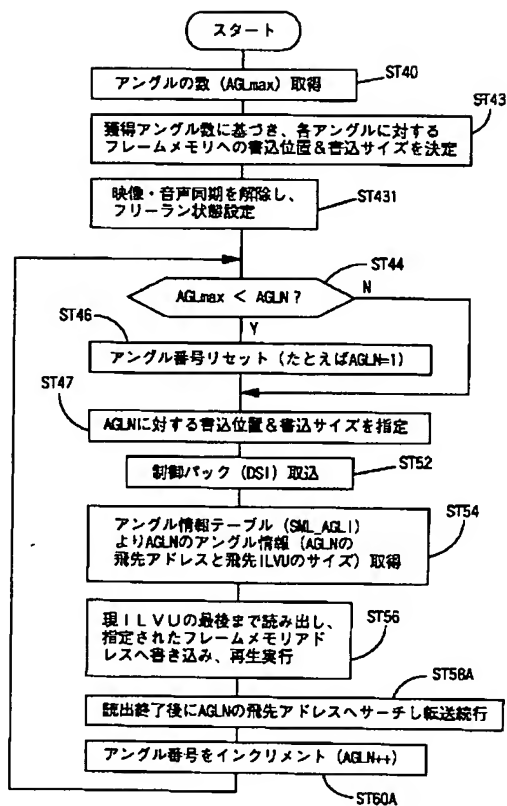 スタート
アングルの数 (AGLmax) 取得
ST40
ST43
獲得アングル数に基づき、各アングルに対する
フレームメモリへの書込位置&書込サイズを決定
映像・音声同期を解除し、
フリーラン状態設定
ST431
ST44
AGLmax < AGLN ?
N
ST46
Y
アングル番号リセット (たとえばAGLN=1)
ST47
AGLNに対する書込位置&書込サイズを指定
制御パック (DSI) 取込
ST52
アングル情報テーブル (SML_AGLI)
よりAGLNのアングル情報 (AGLNの
飛先アドレスと飛先ILVUのサイズ) 取得
ST54
現ILVUの最後まで読み出し、
指定されたフレームメモリアド
レスへ書き込み、再生実行
ST56
ST58A
読出終了後にAGLNの飛先アドレスへサーチし転送続行
アングル番号をインクリメント (AGLN++)
ST60A